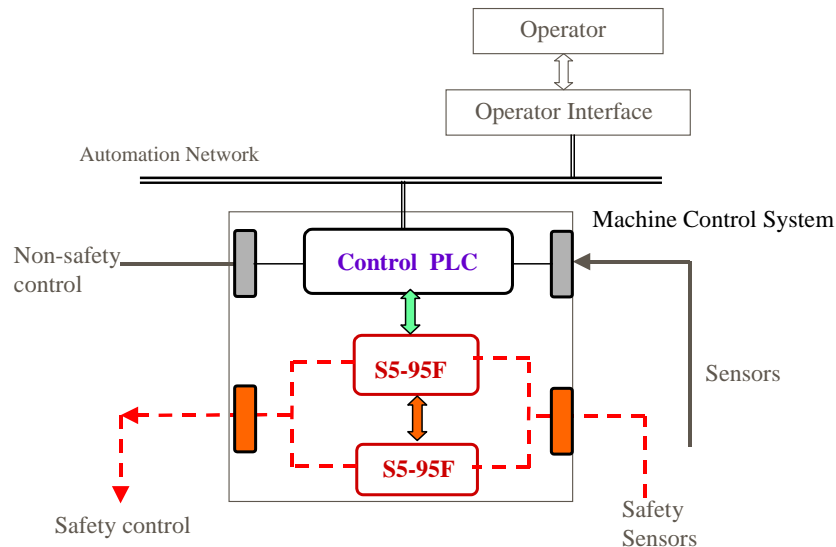 Operator
Operator Interface
Automation Network
Machine Control System
Non-safety
control
Control PLC
S5-95F
Sensors
S5-95F
Safety control
Safety
Sensors